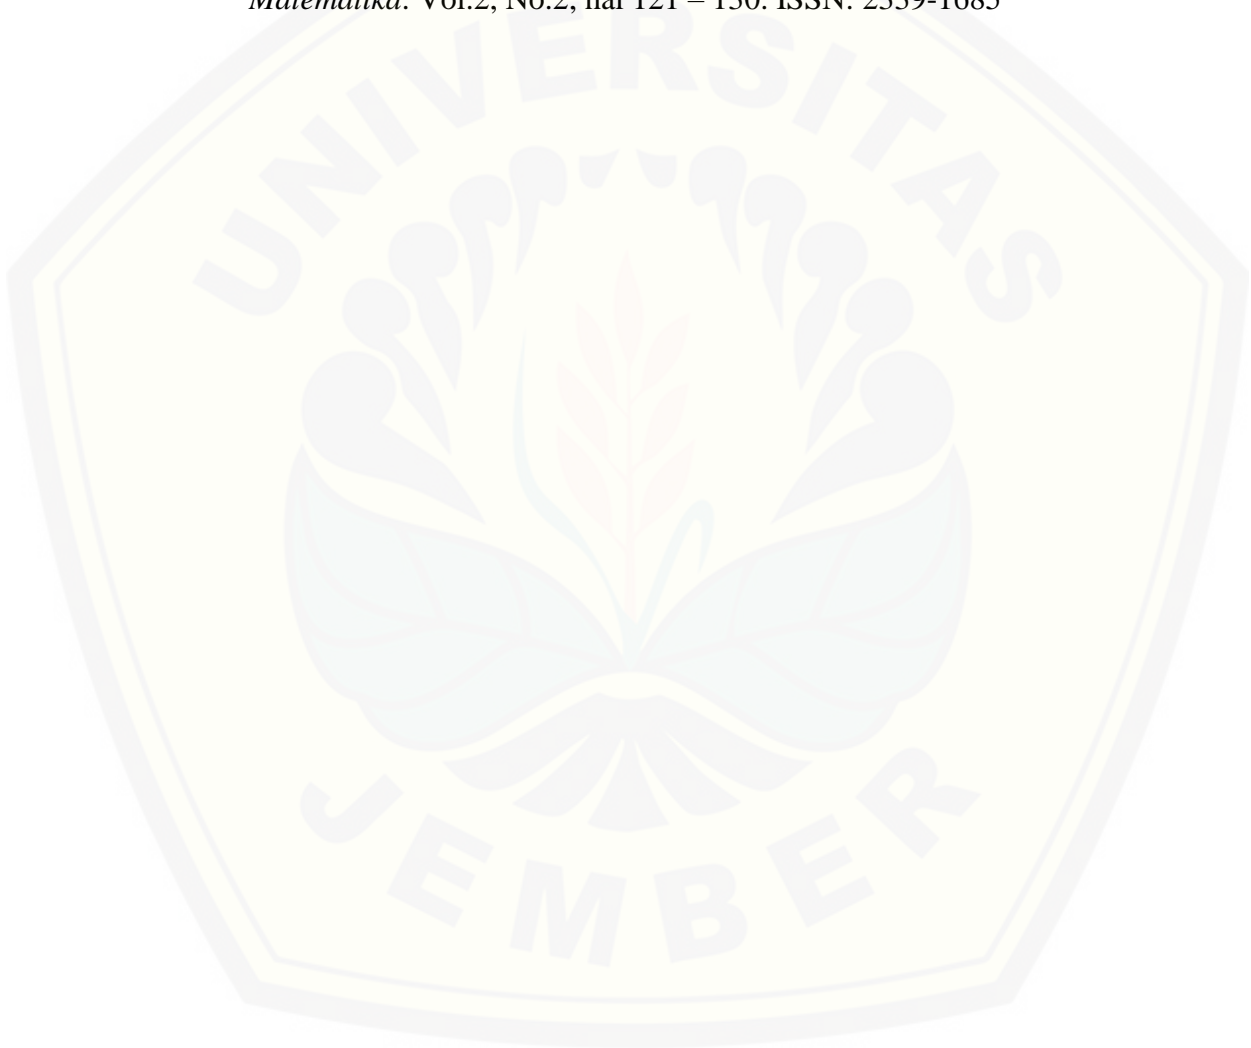 Matematika. Vol.2, No.2, hal 121 – 130. ISSN: 2339-1685
UNIVERSITAS
JEMBER